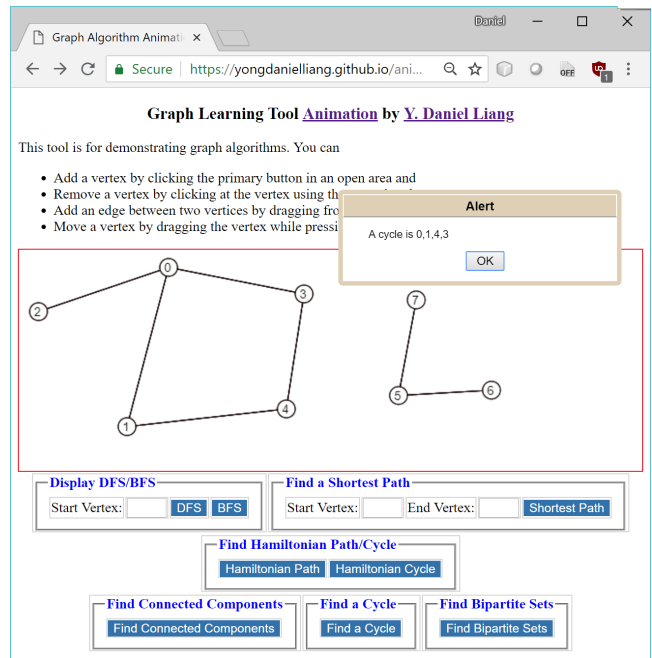 Daniel
Graph Algorithm Animati
Secure https://yongdanielliang.github.io/ani...
OFF
1
Graph Learning Tool Animation by Y. Daniel Liang
This tool is for demonstrating graph algorithms. You can
• Add a vertex by clicking the primary button in an open area and
• Remove a vertex by clicking at the vertex using
• Add an edge between two vertices by dragging
• Move a vertex by dragging the vertex while
Alert
A cycle is 0,1,4,3
OK
0
3
7
2
5
6
4
1
Display DFS/BFS
Start Vertex: DFS BFS
Find a Shortest Path
Start Vertex: End Vertex: Shortest Path
Find Hamiltonian Path/Cycle
Hamiltonian Path Hamiltonian Cycle
Find Connected Components
Find Connected Components
Find a Cycle
Find a Cycle
Find Bipartite Sets
Find Bipartite Sets